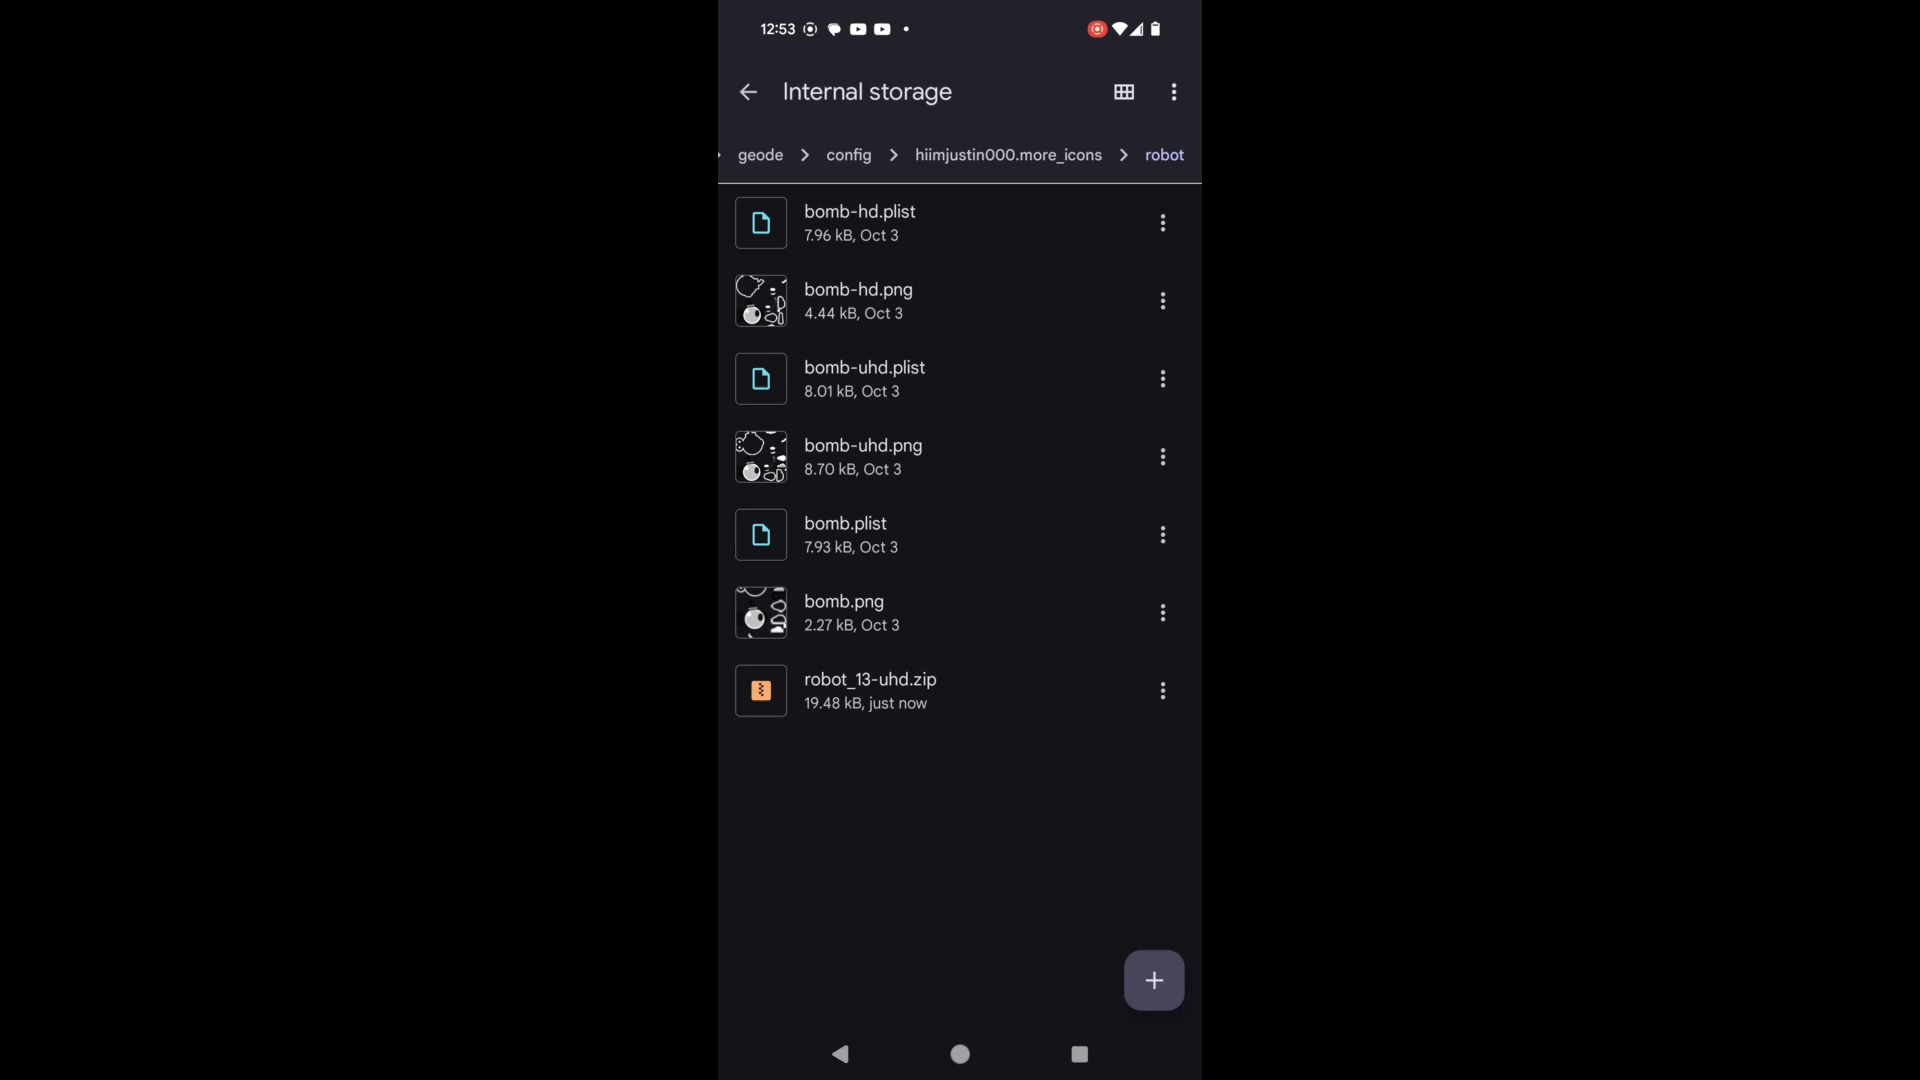 12:53
Internal storage
geode config hiimjustin000.more_icons robot
bomb-hd.plist
7.96 kB, Oct 3
bomb-hd.png
4.44 kB, Oct 3
bomb-uhd.plist
8.01 kB, Oct 3
bomb-uhd.png
8.70 kB, Oct 3
bomb.plist
7.93 kB, Oct 3
bomb.png
2.27 kB, Oct 3
robot_13-uhd.zip
19.48 kB, just now